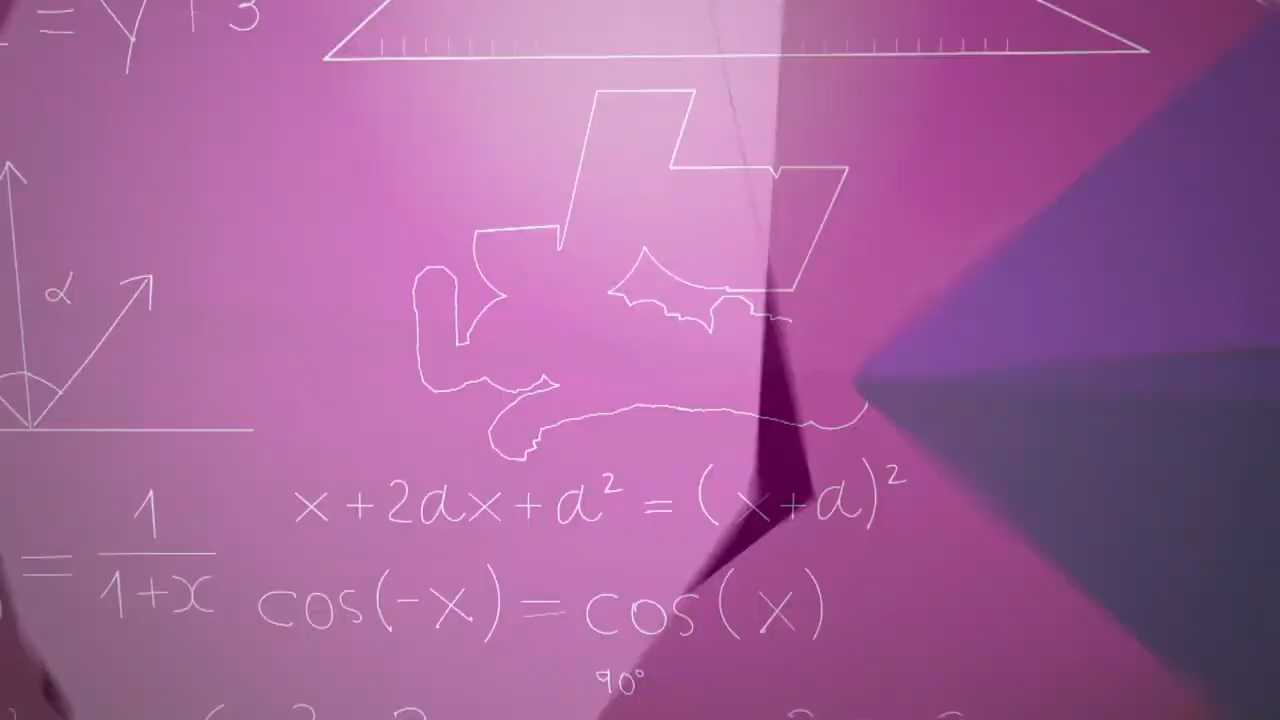 = y + 3
α
x+2ax+a² = (x+a)²
= 1/(1+x)
cos(-x) = cos(x)
90°